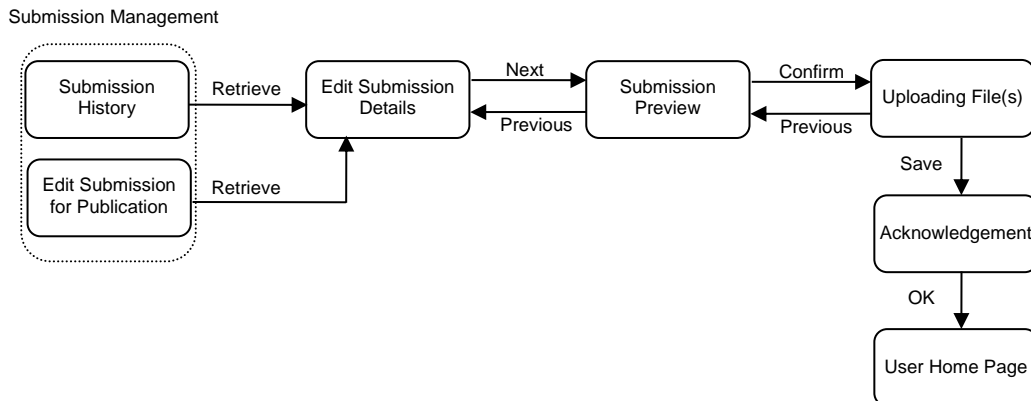 Submission Management
Submission
History
Retrieve
Edit Submission
Details
Next
Previous
Submission
Preview
Confirm
Previous
Uploading File(s)
Edit Submission
for Publication
Retrieve
Save
Acknowledgement
OK
User Home Page